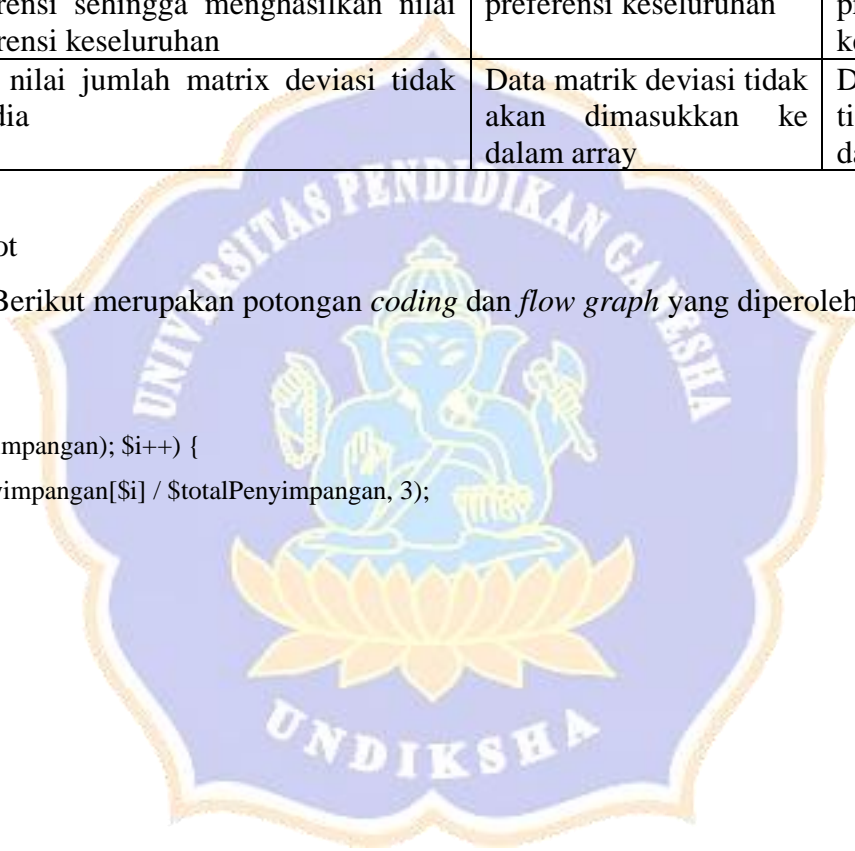 rensi sehingga menghasilkan nilai
rensi keseluruhan
preferensi keseluruhan
nilai jumlah matrix deviasi tidak
dia
Data matrik deviasi tidak
akan dimasukkan ke
dalam array
ot
Berikut merupakan potongan coding dan flow graph yang diperoleh
impangan); $i++) {
yimpangan[$i] / $totalPenyimpangan, 3);
UNIVERSITAS PENDIDIKAN GANESHA
UNDIKSHA